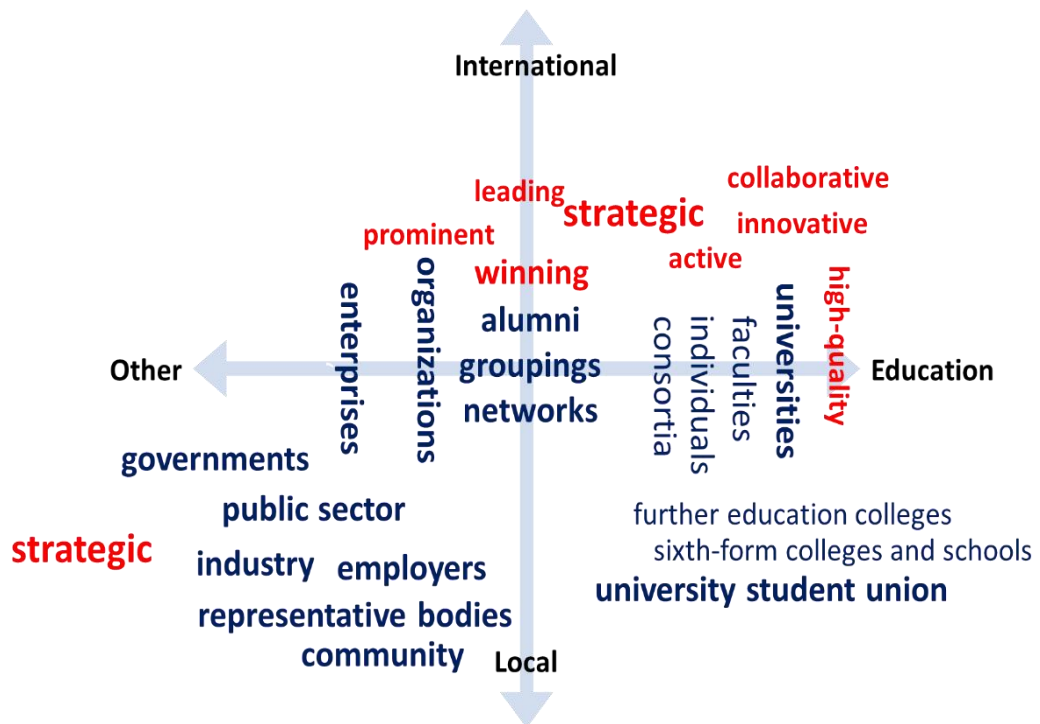 International
leading
collaborative
strategic
innovative
prominent
active
winning
organizations
enterprises
alumni
universities
high-quality
faculties
individuals
consortia
Other
groupings
Education
networks
governments
public sector
further education colleges
strategic
sixth-form colleges and schools
industry
employers
university student union
representative bodies
community
Local